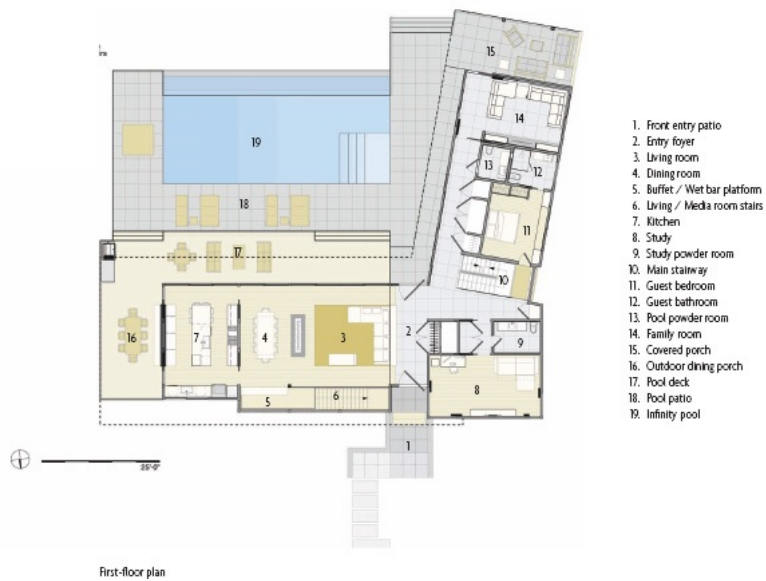 15
14
13
12
19
11
18
17
10
16
7
4
3
2
9
8
5
6
1
25'-0"
First-floor plan
1. Front entry patio
2. Entry foyer
3. Living room
4. Dining room
5. Buffet / Wet bar platform
6. Living / Media room stairs
7. Kitchen
8. Study
9. Study powder room
10. Main stairway
11. Guest bedroom
12. Guest bathroom
13. Pool powder room
14. Family room
15. Covered porch
16. Outdoor dining porch
17. Pool deck
18. Pool patio
19. Infinity pool